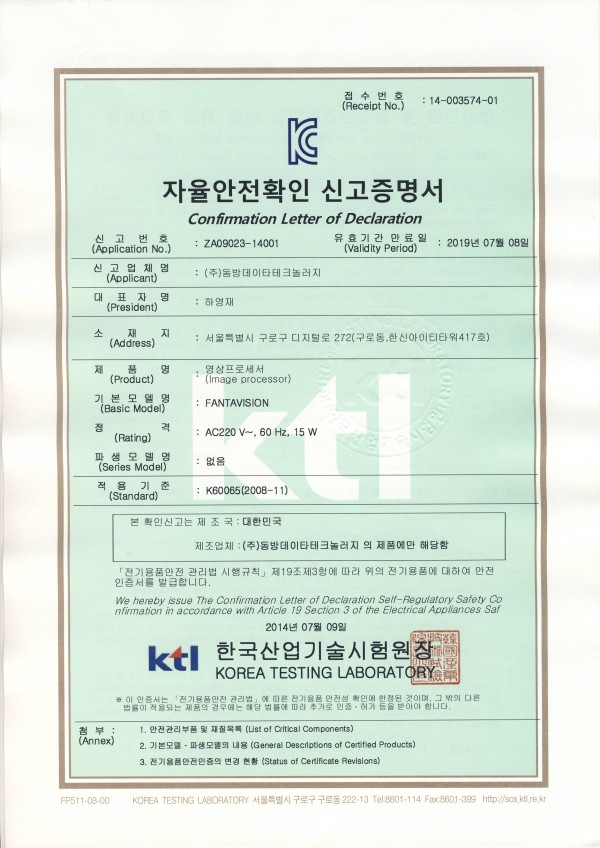 접 수 번 호
(Receipt No.) : 14-003574-01
자율안전확인 신고증명서
Confirmation Letter of Declaration
신 고 번 호
(Application No.) : ZA09023-14001
유 효 기 간 만 료 일
(Validity Period) : 2019년 07월 08일
신 고 업 체 명
(Applicant) : (주)동방데이타테크놀러지
대 표 자 명
(President) : 하영재
소 재 지
(Address) : 서울특별시 구로구 디지털로 272(구로동,한신아이티타워417호)
제 품 명
(Product) : 영상프로세서
(Image processor)
기 본 모 델 명
(Basic Model) : FANTAVISION
정 격
(Rating) : AC220 V~, 60 Hz, 15 W
파 생 모 델 명
(Series Model) : 없음
적 용 기 준
(Standard) : K60065(2008-11)
ktl
본 확인신고는 제 조 국 : 대한민국
제조업체 : (주)동방데이타테크놀러지 의 제품에만 해당함
「전기용품안전 관리법 시행규칙」 제19조제3항에 따라 위의 전기용품에 대하여 안전
인증서를 발급합니다.
We hereby issue The Confirmation Letter of Declaration Self-Regulatory Safety Co
nfirmation in accordance with Article 19 Section 3 of the Electrical Appliances Saf
2014년 07월 09일
ktl 한국산업기술시험원장
KOREA TESTING LABORATORY
※ 이 인증서는 「전기용품안전 관리법」에 따른 전기용품 안전성 확인에 한정된 것이며, 그 밖의 다른
법률이 적용되는 제품의 경우에는 해당 법률에 따라 추가로 인증·허가 등을 받아야 합니다.
첨 부 :
(Annex)
1. 안전관리부품 및 재질목록 (List of Critical Components)
2. 기본모델·파생모델의 내용 (General Descriptions of Certified Products)
3. 전기용품안전인증의 변경 현황 (Status of Certificate Revisions)
FP511-08-00 KOREA TESTING LABORATORY 서울특별시 구로구 구로동 222-13 Tel:8601-114 Fax:8601-399 http://scs.ktl.re.kr